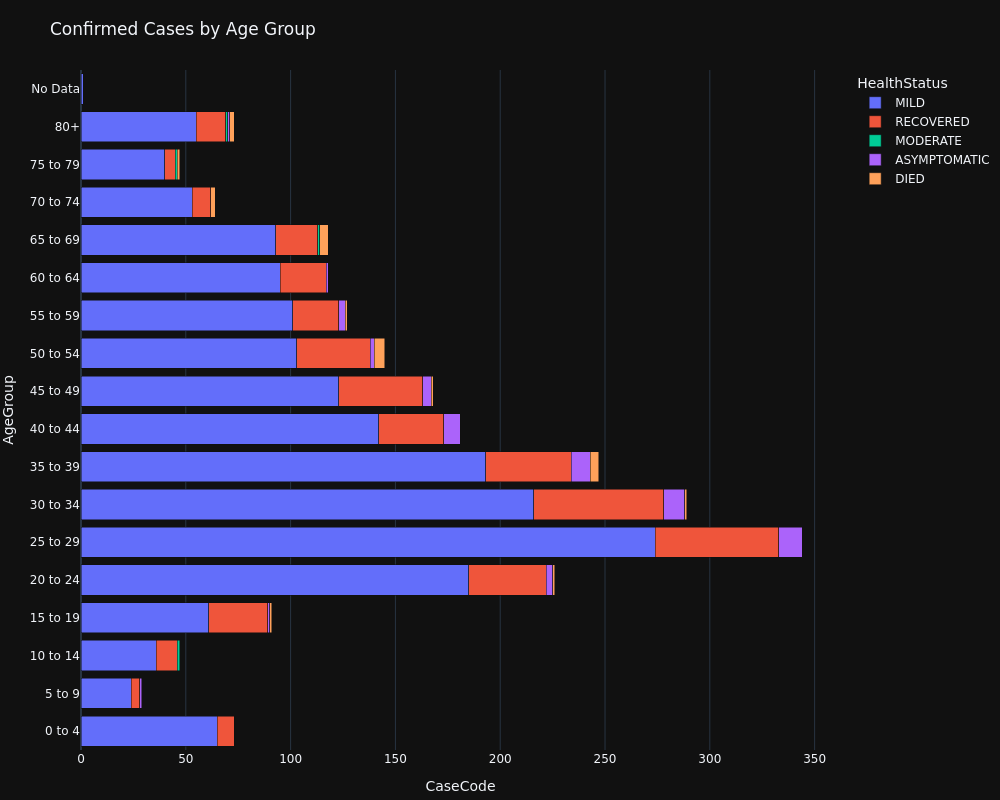 Confirmed Cases by Age Group
HealthStatus
MILD
RECOVERED
MODERATE
ASYMPTOMATIC
DIED
AgeGroup
No Data
80+
75 to 79
70 to 74
65 to 69
60 to 64
55 to 59
50 to 54
45 to 49
40 to 44
35 to 39
30 to 34
25 to 29
20 to 24
15 to 19
10 to 14
5 to 9
0 to 4
0 50 100 150 200 250 300 350
CaseCode